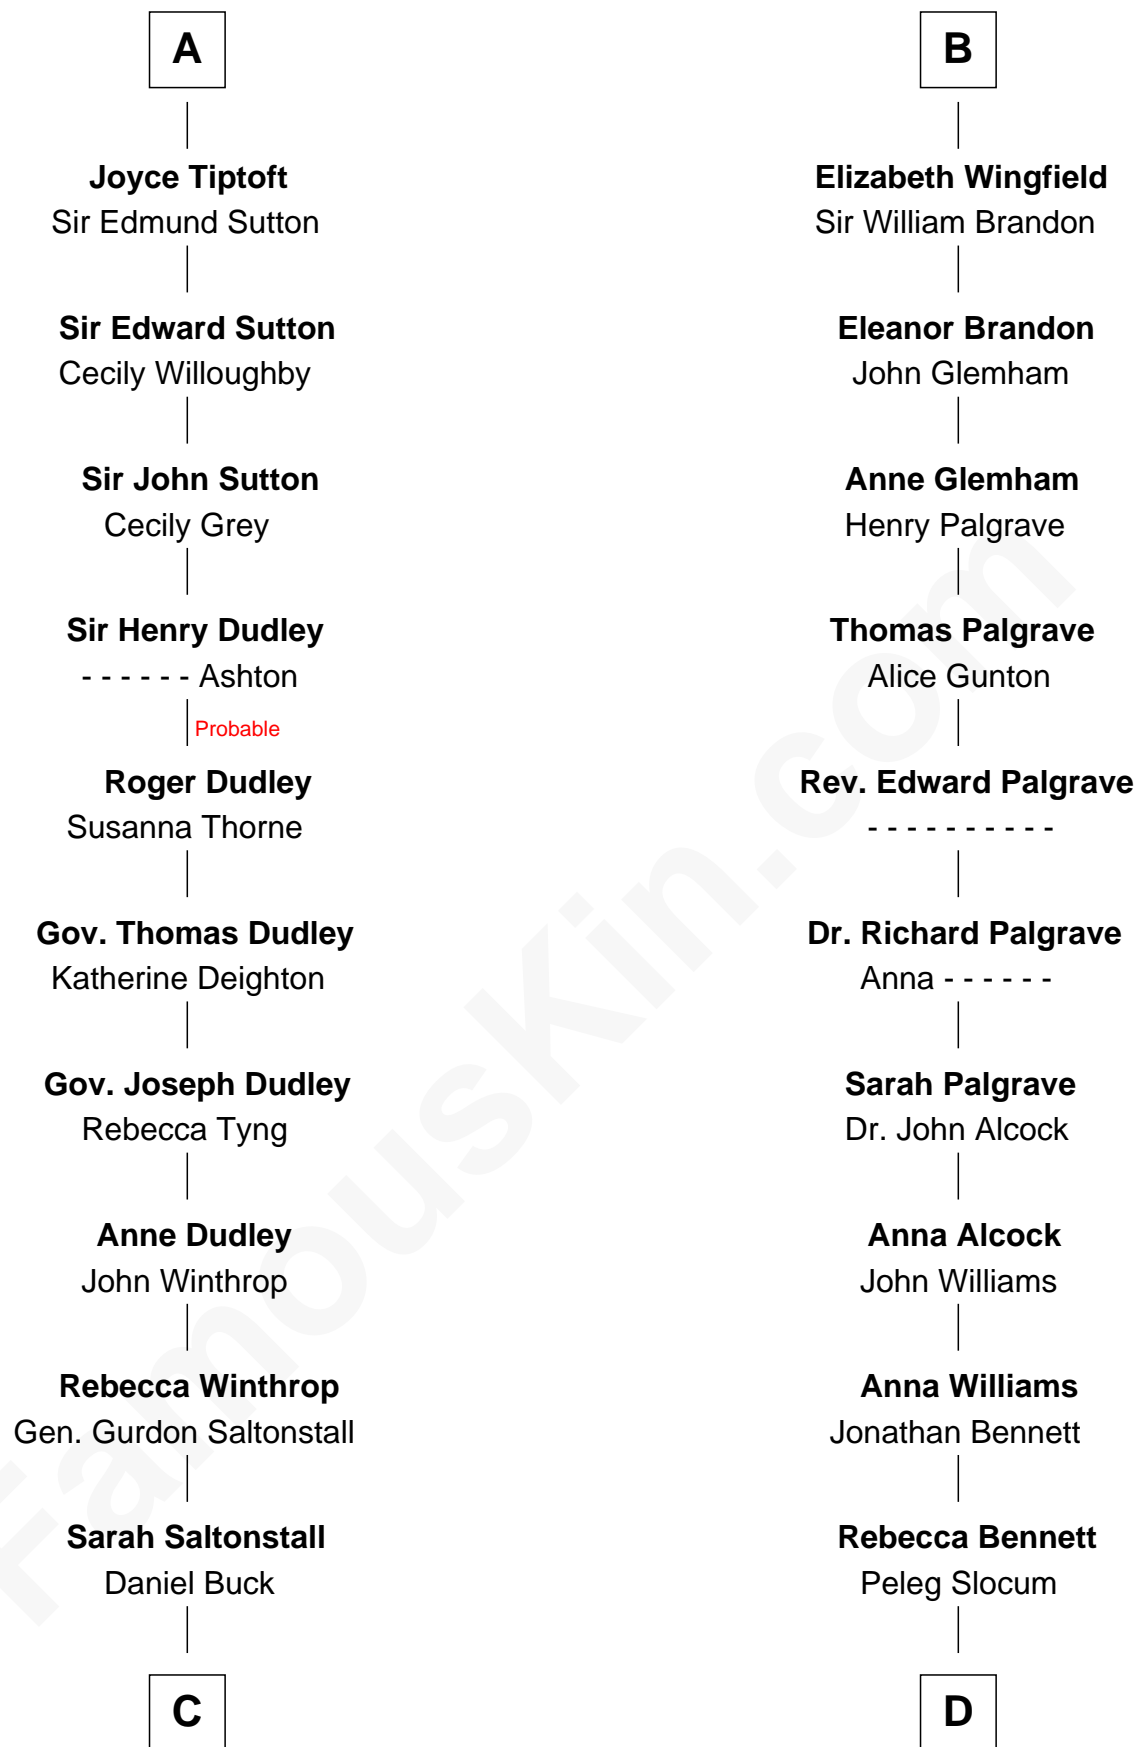 A
Joyce Tiptoft
Sir Edmund Sutton
Sir Edward Sutton
Cecily Willoughby
Sir John Sutton
Cecily Grey
Sir Henry Dudley
- - - - - - Ashton
Probable
Roger Dudley
Susanna Thorne
Gov. Thomas Dudley
Katherine Deighton
Gov. Joseph Dudley
Rebecca Tyng
Anne Dudley
John Winthrop
Rebecca Winthrop
Gen. Gurdon Saltonstall
Sarah Saltonstall
Daniel Buck
C
B
Elizabeth Wingfield
Sir William Brandon
Eleanor Brandon
John Glemham
Anne Glemham
Henry Palgrave
Thomas Palgrave
Alice Gunton
Rev. Edward Palgrave
- - - - - - - - - -
Dr. Richard Palgrave
Anna - - - - - -
Sarah Palgrave
Dr. John Alcock
Anna Alcock
John Williams
Anna Williams
Jonathan Bennett
Rebecca Bennett
Peleg Slocum
D
FamousKin.com